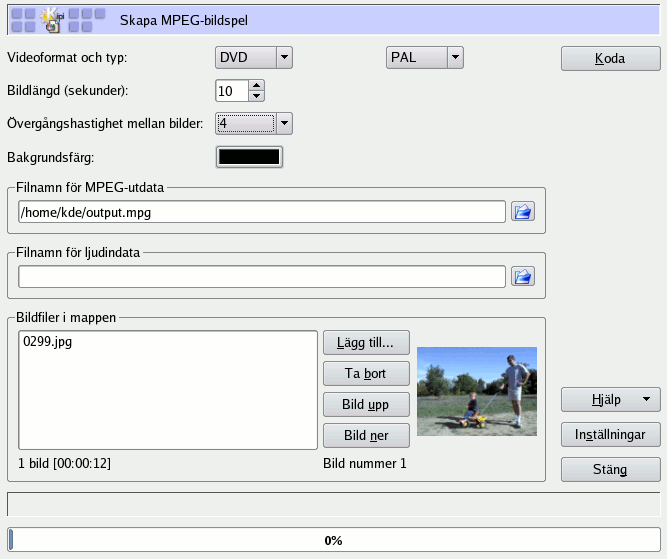 Kipi
Skapa MPEG-bildspel
Videoformat och typ: DVD PAL Koda
Bildlängd (sekunder): 10
Övergångshastighet mellan bilder: 4
Bakgrundsfärg:
Filnamn för MPEG-utdata
/home/kde/output.mpg
Filnamn för ljudindata
Bildfiler i mappen
0299.jpg
Lägg till...
Ta bort
Bild upp
Bild ner
1 bild [00:00:12]
Bild nummer 1
Hjälp
Inställningar
Stäng
0%